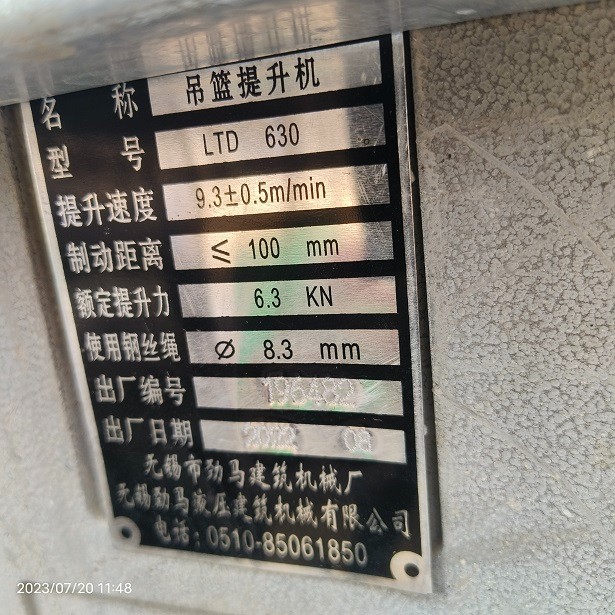 名 称 吊篮提升机
型 号 LTD 630
提升速度 9.3±0.5m/min
制动距离 ≤ 100 mm
额定提升力 6.3 KN
使用钢丝绳 Ø 8.3 mm
出厂编号 196482
出厂日期 2022 08
无锡市劲马建筑机械厂
无锡劲马液压建筑机械有限公司
电话: 0510-85061850
2023/07/20 11:48